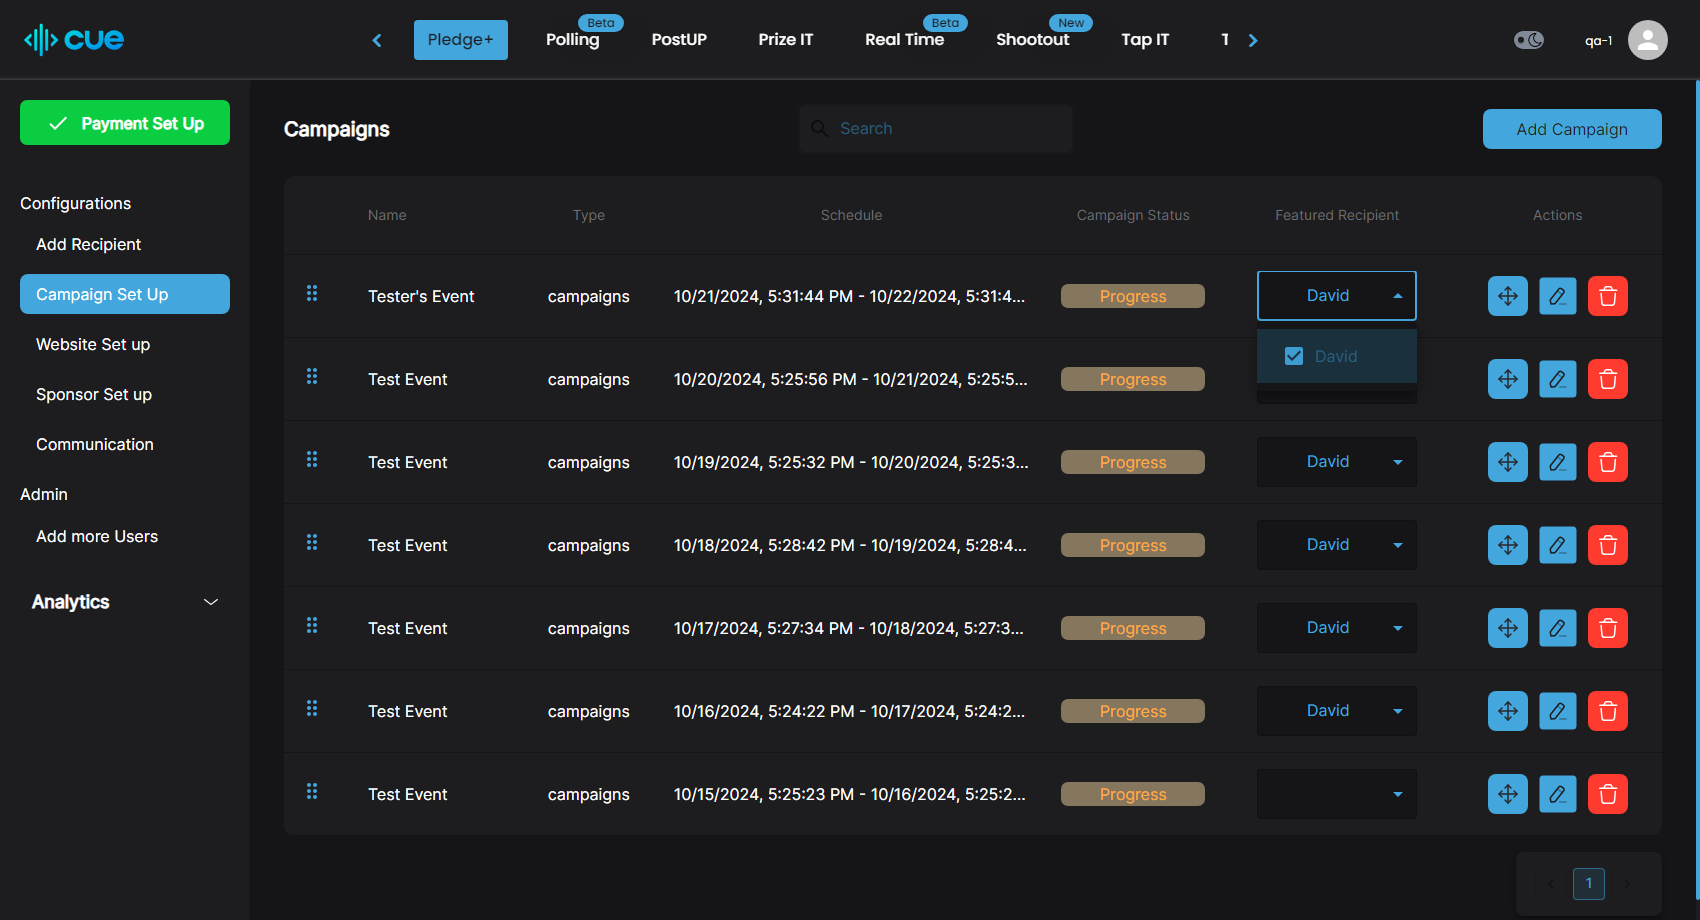 cue
Pledge+
Beta
Polling
PostUP
Prize IT
Beta
Real Time
New
Shootout
Tap IT
T
qa-1
Payment Set Up
Configurations
Add Recipient
Campaign Set Up
Website Set up
Sponsor Set up
Communication
Admin
Add more Users
Analytics
Campaigns
Search
Add Campaign
Name Type Schedule Campaign Status Featured Recipient Actions
Tester's Event campaigns 10/21/2024, 5:31:44 PM - 10/22/2024, 5:31:4... Progress David
David
Test Event campaigns 10/20/2024, 5:25:56 PM - 10/21/2024, 5:25:5... Progress
Test Event campaigns 10/19/2024, 5:25:32 PM - 10/20/2024, 5:25:3... Progress David
Test Event campaigns 10/18/2024, 5:28:42 PM - 10/19/2024, 5:28:4... Progress David
Test Event campaigns 10/17/2024, 5:27:34 PM - 10/18/2024, 5:27:3... Progress David
Test Event campaigns 10/16/2024, 5:24:22 PM - 10/17/2024, 5:24:2... Progress David
Test Event campaigns 10/15/2024, 5:25:23 PM - 10/16/2024, 5:25:2... Progress
1